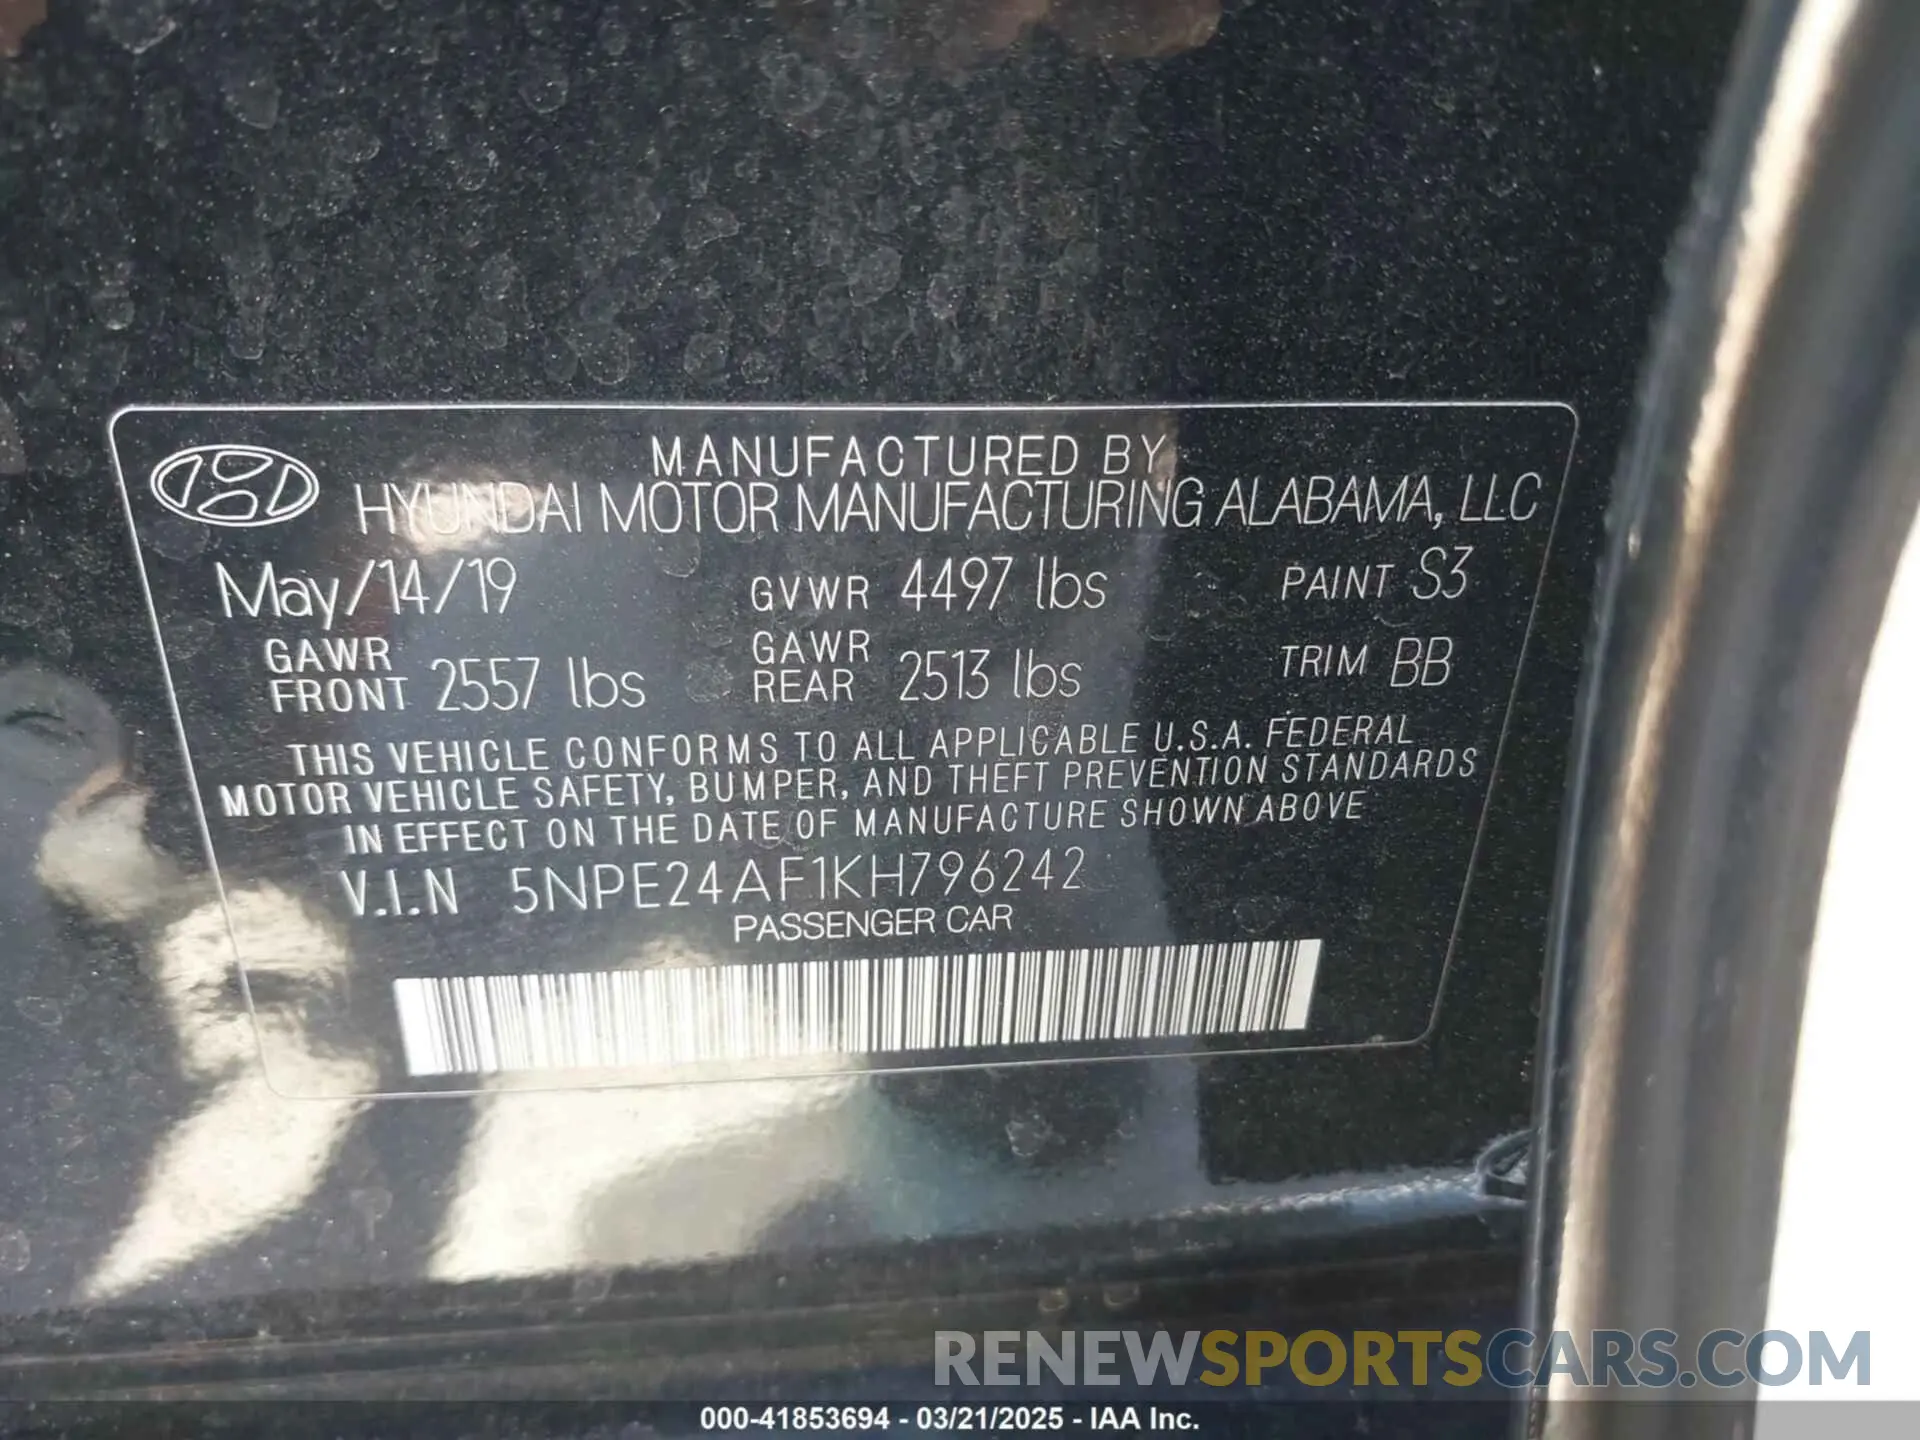 MANUFACTURED BY
HYUNDAI MOTOR MANUFACTURING ALABAMA, LLC
May/14/19 GVWR 4497 lbs PAINT S3
GAWR FRONT 2557 lbs GAWR REAR 2513 lbs TRIM BB
THIS VEHICLE CONFORMS TO ALL APPLICABLE U.S.A. FEDERAL
MOTOR VEHICLE SAFETY, BUMPER, AND THEFT PREVENTION STANDARDS
IN EFFECT ON THE DATE OF MANUFACTURE SHOWN ABOVE
V.I.N 5NPE24AF1KH796242
PASSENGER CAR
RENEWSPORTSCARS.COM
000-41853694 - 03/21/2025 - IAA Inc.